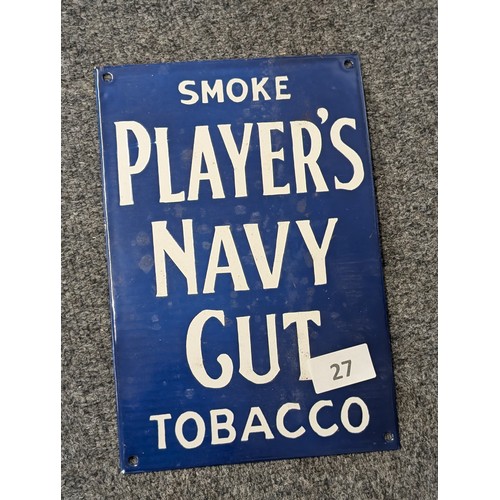 SMOKE
PLAYER'S
NAVY
CUT
27
TOBACCO